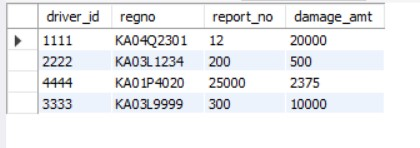 driver_id regno report_no damage_amt
1111 KA04Q2301 12 20000
2222 KA03L1234 200 500
4444 KA01P4020 25000 2375
3333 KA03L9999 300 10000